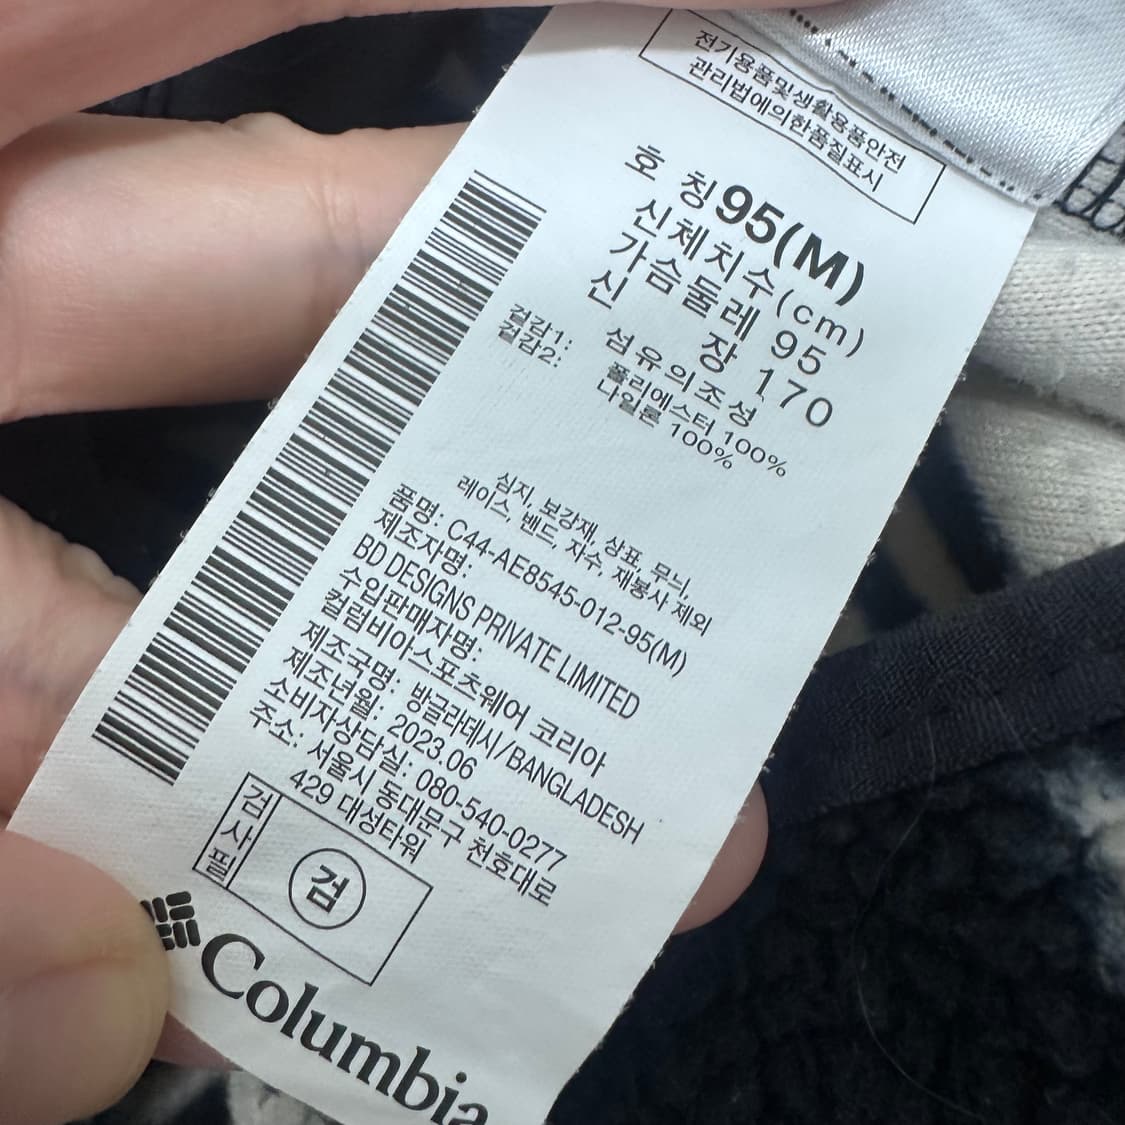 전기용품및생활용품안전
관리법에의한품질표시
호 칭 95(M)
신체치수(cm)
가슴둘레 95
신 장 170
섬유의조성
겉감1: 폴리에스터 100%
겉감2: 나일론 100%
심지, 보강재, 상표, 무늬,
레이스, 밴드, 자수, 재봉사 제외
품명: C44-AE8545-012-95(M)
제조자명:
BD DESIGNS PRIVATE LIMITED
수입판매자명:
컬럼비아스포츠웨어 코리아
제조국명: 방글라데시/BANGLADESH
제조년월: 2023.06
소비자상담실: 080-540-0277
주소: 서울시 동대문구 천호대로
429 대성타워
검사필
검
Columbia